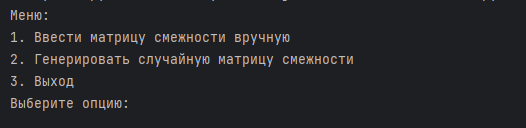 Меню:
1. Ввести матрицу смежности вручную
2. Генерировать случайную матрицу смежности
3. Выход
Выберите опцию: